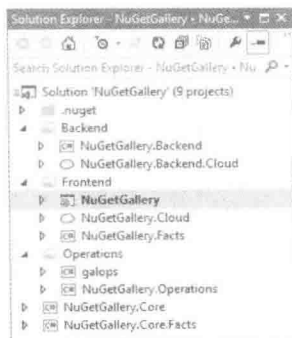 Solution Explorer - NuGetGallery - NuGe...
Search Solution Explorer - NuGetGallery - Nu
Solution 'NuGetGallery' (9 projects)
.nuget
Backend
C# NuGetGallery.Backend
NuGetGallery.Backend.Cloud
Frontend
NuGetGallery
NuGetGallery.Cloud
C# NuGetGallery.Facts
Operations
C# galops
C# NuGetGallery.Operations
C# NuGetGallery.Core
C# NuGetGallery.Core.Facts